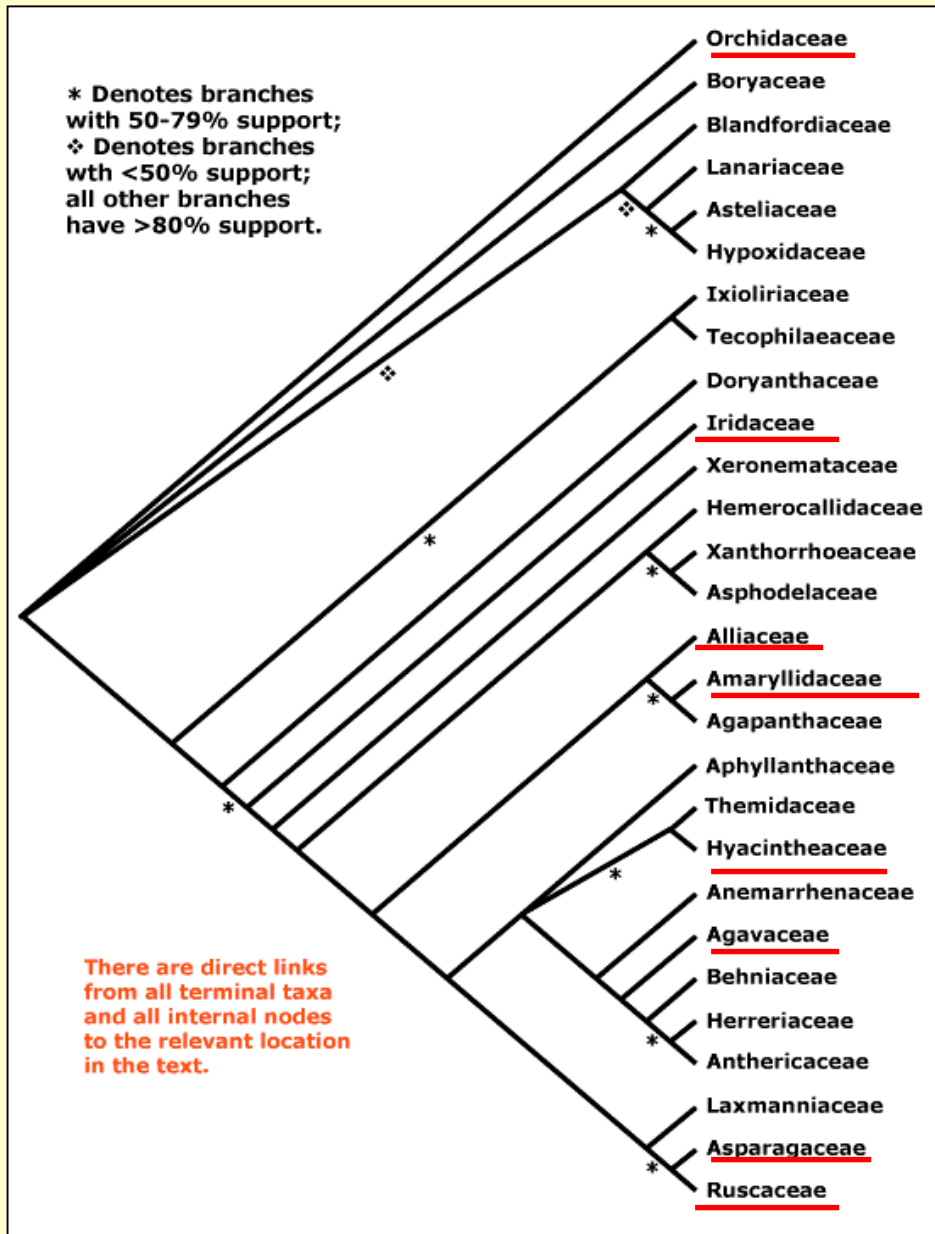 * Denotes branches
with 50-79% support;
❖ Denotes branches
wth <50% support;
all other branches
have >80% support.
Orchidaceae
Boryaceae
Blandfordiaceae
Lanariaceae
❖
Asteliaceae
*
Hypoxidaceae
Ixioliriaceae
Tecophilaeaceae
❖
Doryanthaceae
Iridaceae
Xeronemataceae
Hemerocallidaceae
*
Xanthorrhoeaceae
*
Asphodelaceae
Alliaceae
Amaryllidaceae
*
Agapanthaceae
Aphyllanthaceae
*
Themidaceae
Hyacintheaceae
*
Anemarrhenaceae
Agavaceae
Behniaceae
Herreriaceae
*
Anthericaceae
There are direct links
from all terminal taxa
and all internal nodes
to the relevant location
in the text.
Laxmanniaceae
Asparagaceae
*
Ruscaceae